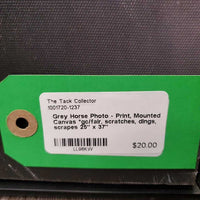 The Tack Collector
1001720-1237
Grey Horse Photo - Print, Mounted
Canvas *gc/fair, scratches, dings,
scrapes 25" x 37"
$20.00